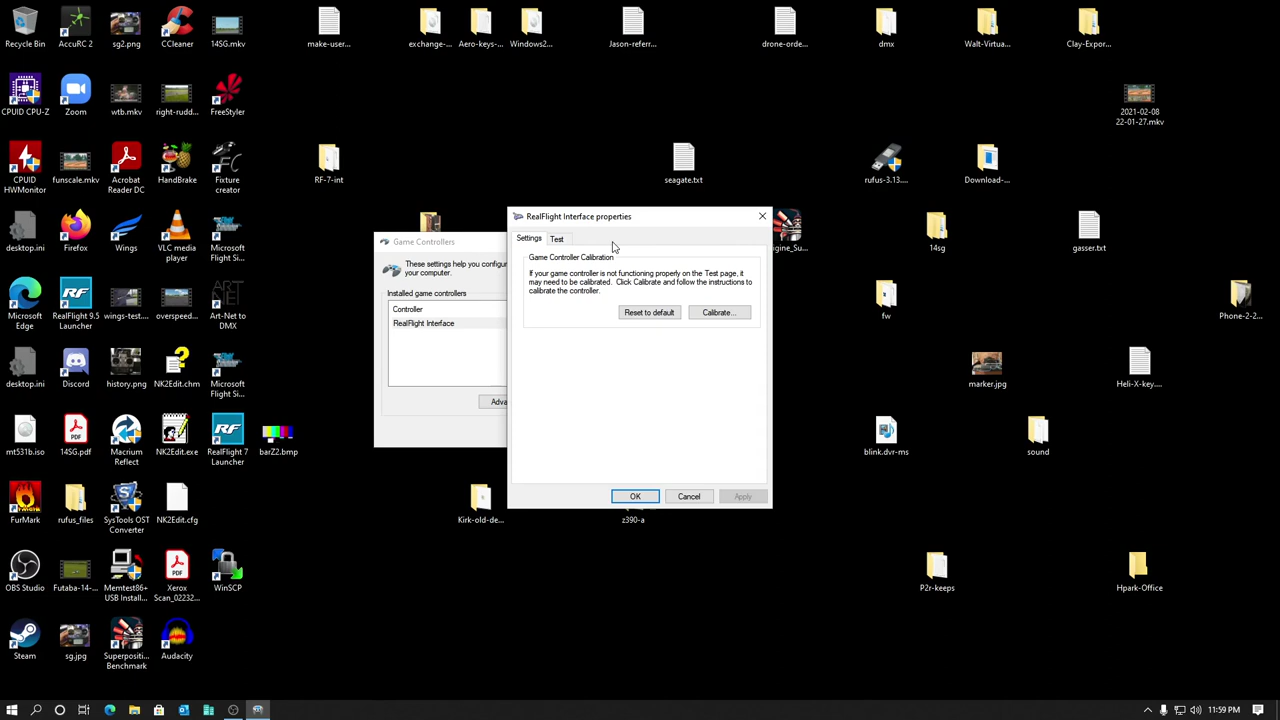 Recycle Bin
AccuRC 2
sg2.png
CCleaner
14SG.mkv
make-user...
exchange-...
Aero-keys-...
Windows2...
Jason-referr...
drone-orde...
dmx
Walt-Virtua...
Clay-Expor...
CPUID CPU-Z
Zoom
wtb.mkv
right-rudd...
FreeStyler
2021-02-08
22-01-27.mkv
CPUID
HWMonitor
funscale.mkv
Acrobat
Reader DC
HandBrake
Fixture
creator
RF-7-int
seagate.txt
rufus-3.13....
Download-...
desktop.ini
Firefox
Wings
VLC media
player
Microsoft
Flight Si...
ngine_Su...
14sg
gasser.txt
Microsoft
Edge
RealFlight 9.5
Launcher
wings-test....
overspeed...
Art-Net to
DMX
fw
Phone-2-2...
desktop.ini
Discord
history.png
NK2Edit.chm
Microsoft
Flight Si...
marker.jpg
Heli-X-key....
mt531b.iso
14SG.pdf
Macrium
Reflect
NK2Edit.exe
RealFlight 7
Launcher
barZ2.bmp
blink.dvr-ms
sound
FurMark
rufus_files
SysTools OST
Converter
NK2Edit.cfg
Kirk-old-de...
z390-a
OBS Studio
Futaba-14-...
Memtest86+
USB Install...
Xerox
Scan_02232...
WinSCP
P2r-keeps
Hpark-Office
Steam
sg.jpg
Superpositi...
Benchmark
Audacity
Game Controllers
These settings help you configur
your computer.
Installed game controllers
Controller
RealFlight Interface
Adva
RealFlight Interface properties
Settings
Test
Game Controller Calibration
If your game controller is not functioning properly on the Test page, it
may need to be calibrated. Click Calibrate and follow the instructions to
calibrate the controller.
Reset to default
Calibrate...
OK
Cancel
Apply
11:59 PM